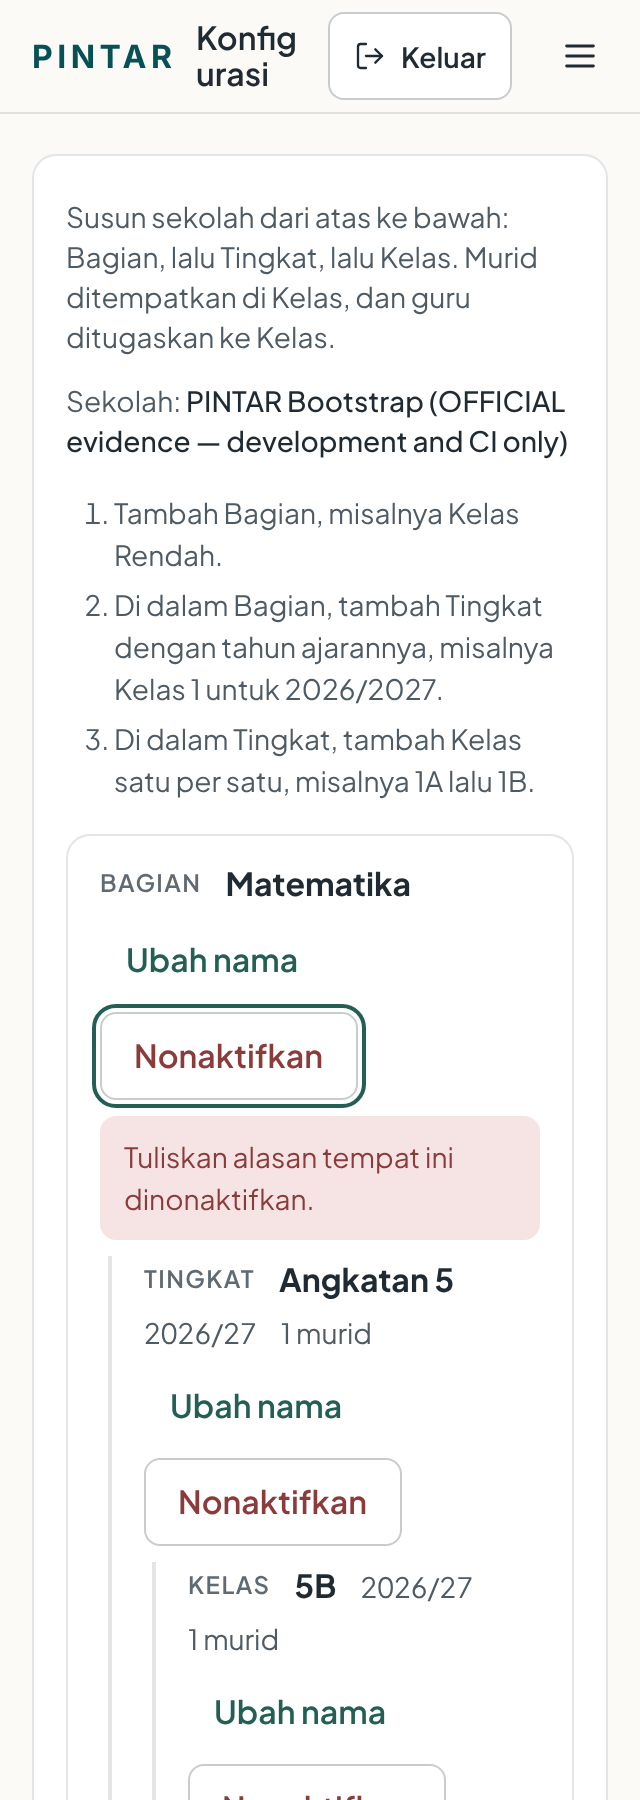 PINTAR
Konfig
urasi
Keluar
Susun sekolah dari atas ke bawah:
Bagian, lalu Tingkat, lalu Kelas. Murid
ditempatkan di Kelas, dan guru
ditugaskan ke Kelas.
Sekolah: PINTAR Bootstrap (OFFICIAL
evidence — development and CI only)
1. Tambah Bagian, misalnya Kelas
Rendah.
2. Di dalam Bagian, tambah Tingkat
dengan tahun ajarannya, misalnya
Kelas 1 untuk 2026/2027.
3. Di dalam Tingkat, tambah Kelas
satu per satu, misalnya 1A lalu 1B.
BAGIAN Matematika
Ubah nama
Nonaktifkan
Tuliskan alasan tempat ini
dinonaktifkan.
TINGKAT Angkatan 5
2026/27 1 murid
Ubah nama
Nonaktifkan
KELAS 5B 2026/27
1 murid
Ubah nama